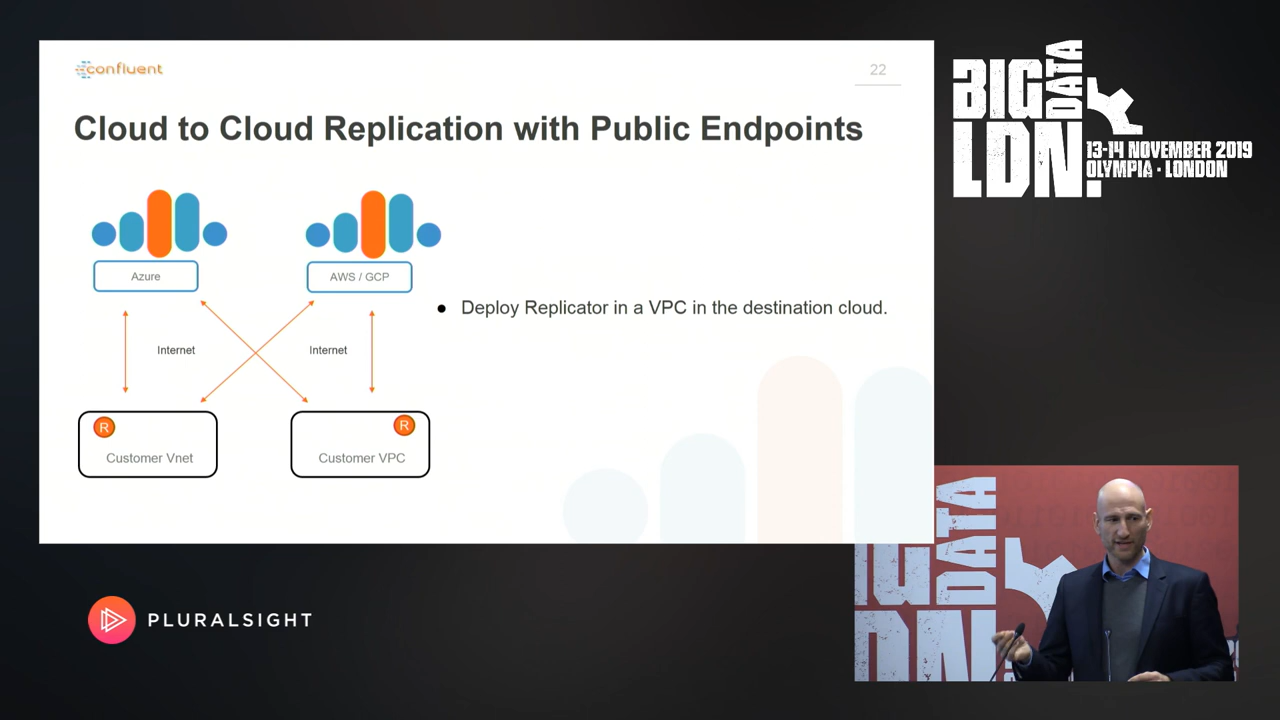 confluent
22
Cloud to Cloud Replication with Public Endpoints
Azure
AWS / GCP
● Deploy Replicator in a VPC in the destination cloud.
Internet
Internet
R
R
Customer Vnet
Customer VPC
BIG DATA
LDN.
13-14 NOVEMBER 2019
OLYMPIA · LONDON
PLURALSIGHT
DATA